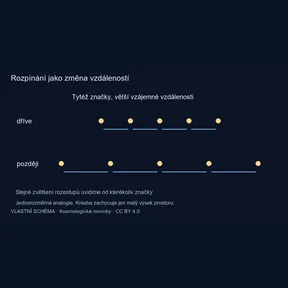 Rozpínání jako změna vzdáleností
Tytéž značky, větší vzájemné vzdálenosti
dříve
později
Stejné zvětšení rozestupů uvidíme od kterékoliv značky.
Jednorozměrná analogie. Kresba zachycuje jen malý výsek prostoru.
VLASTNÍ SCHÉMA · Kosmologické novinky · CC BY 4.0